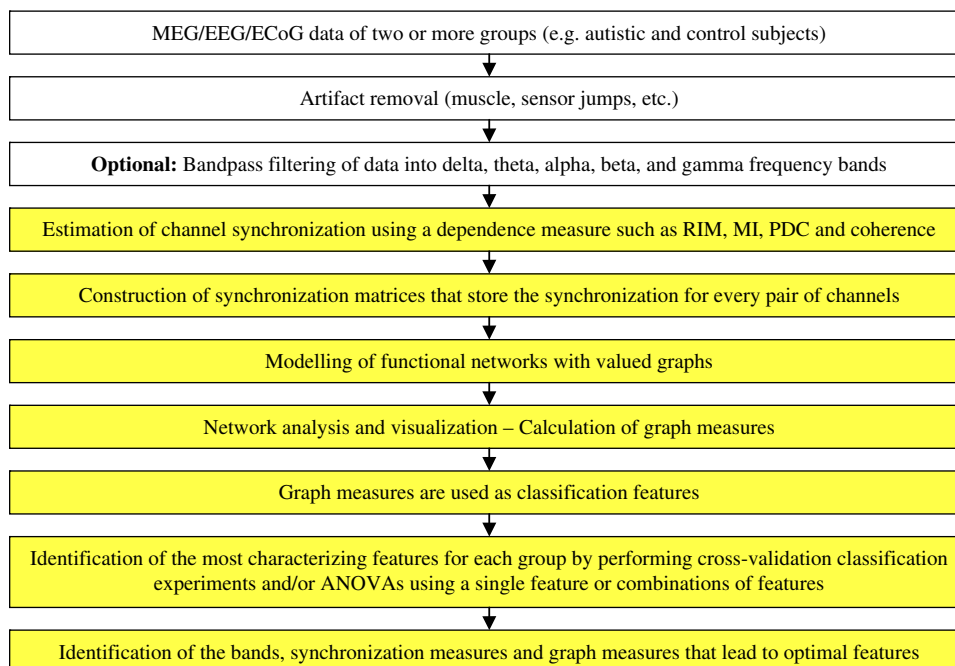 MEG/EEG/ECoG data of two or more groups (e.g. autistic and control subjects)
Artifact removal (muscle, sensor jumps, etc.)
Optional: Bandpass filtering of data into delta, theta, alpha, beta, and gamma frequency bands
Estimation of channel synchronization using a dependence measure such as RIM, MI, PDC and coherence
Construction of synchronization matrices that store the synchronization for every pair of channels
Modelling of functional networks with valued graphs
Network analysis and visualization – Calculation of graph measures
Graph measures are used as classification features
Identification of the most characterizing features for each group by performing cross-validation classification
experiments and/or ANOVAs using a single feature or combinations of features
Identification of the bands, synchronization measures and graph measures that lead to optimal features